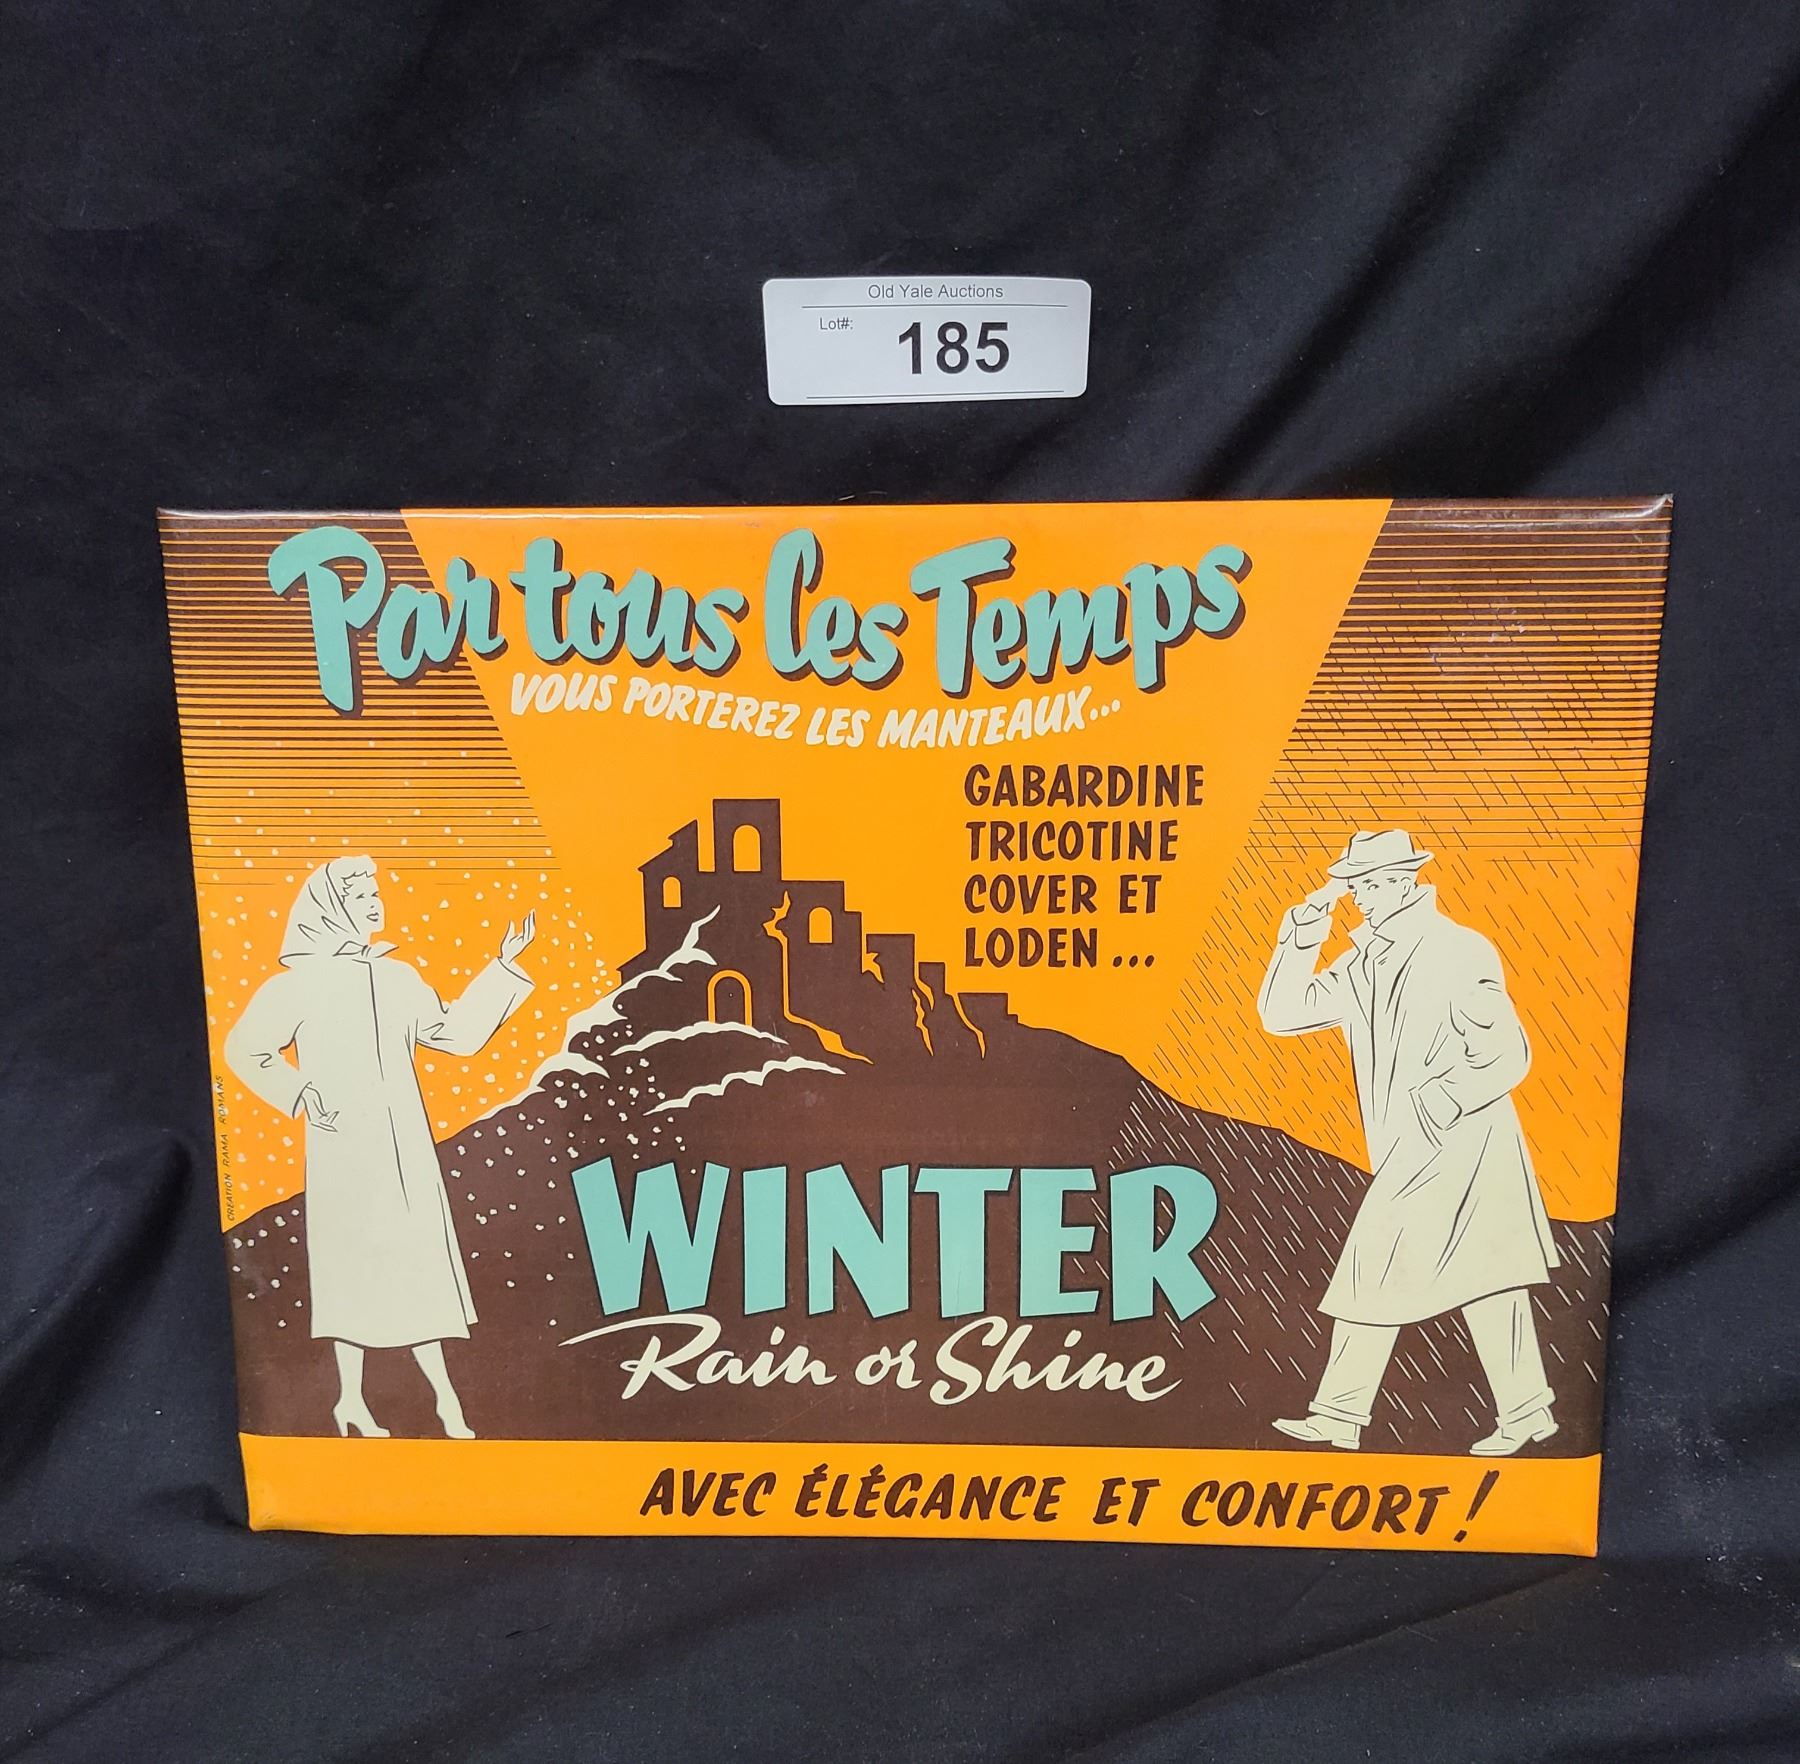 Old Yale Auctions
Lot#: 185
Par tous les Temps
VOUS PORTEREZ LES MANTEAUX...
GABARDINE
TRICOTINE
COVER ET
LODEN...
WINTER
Rain or Shine
AVEC ÉLÉGANCE ET CONFORT!
CREATION RAMA ROMANS